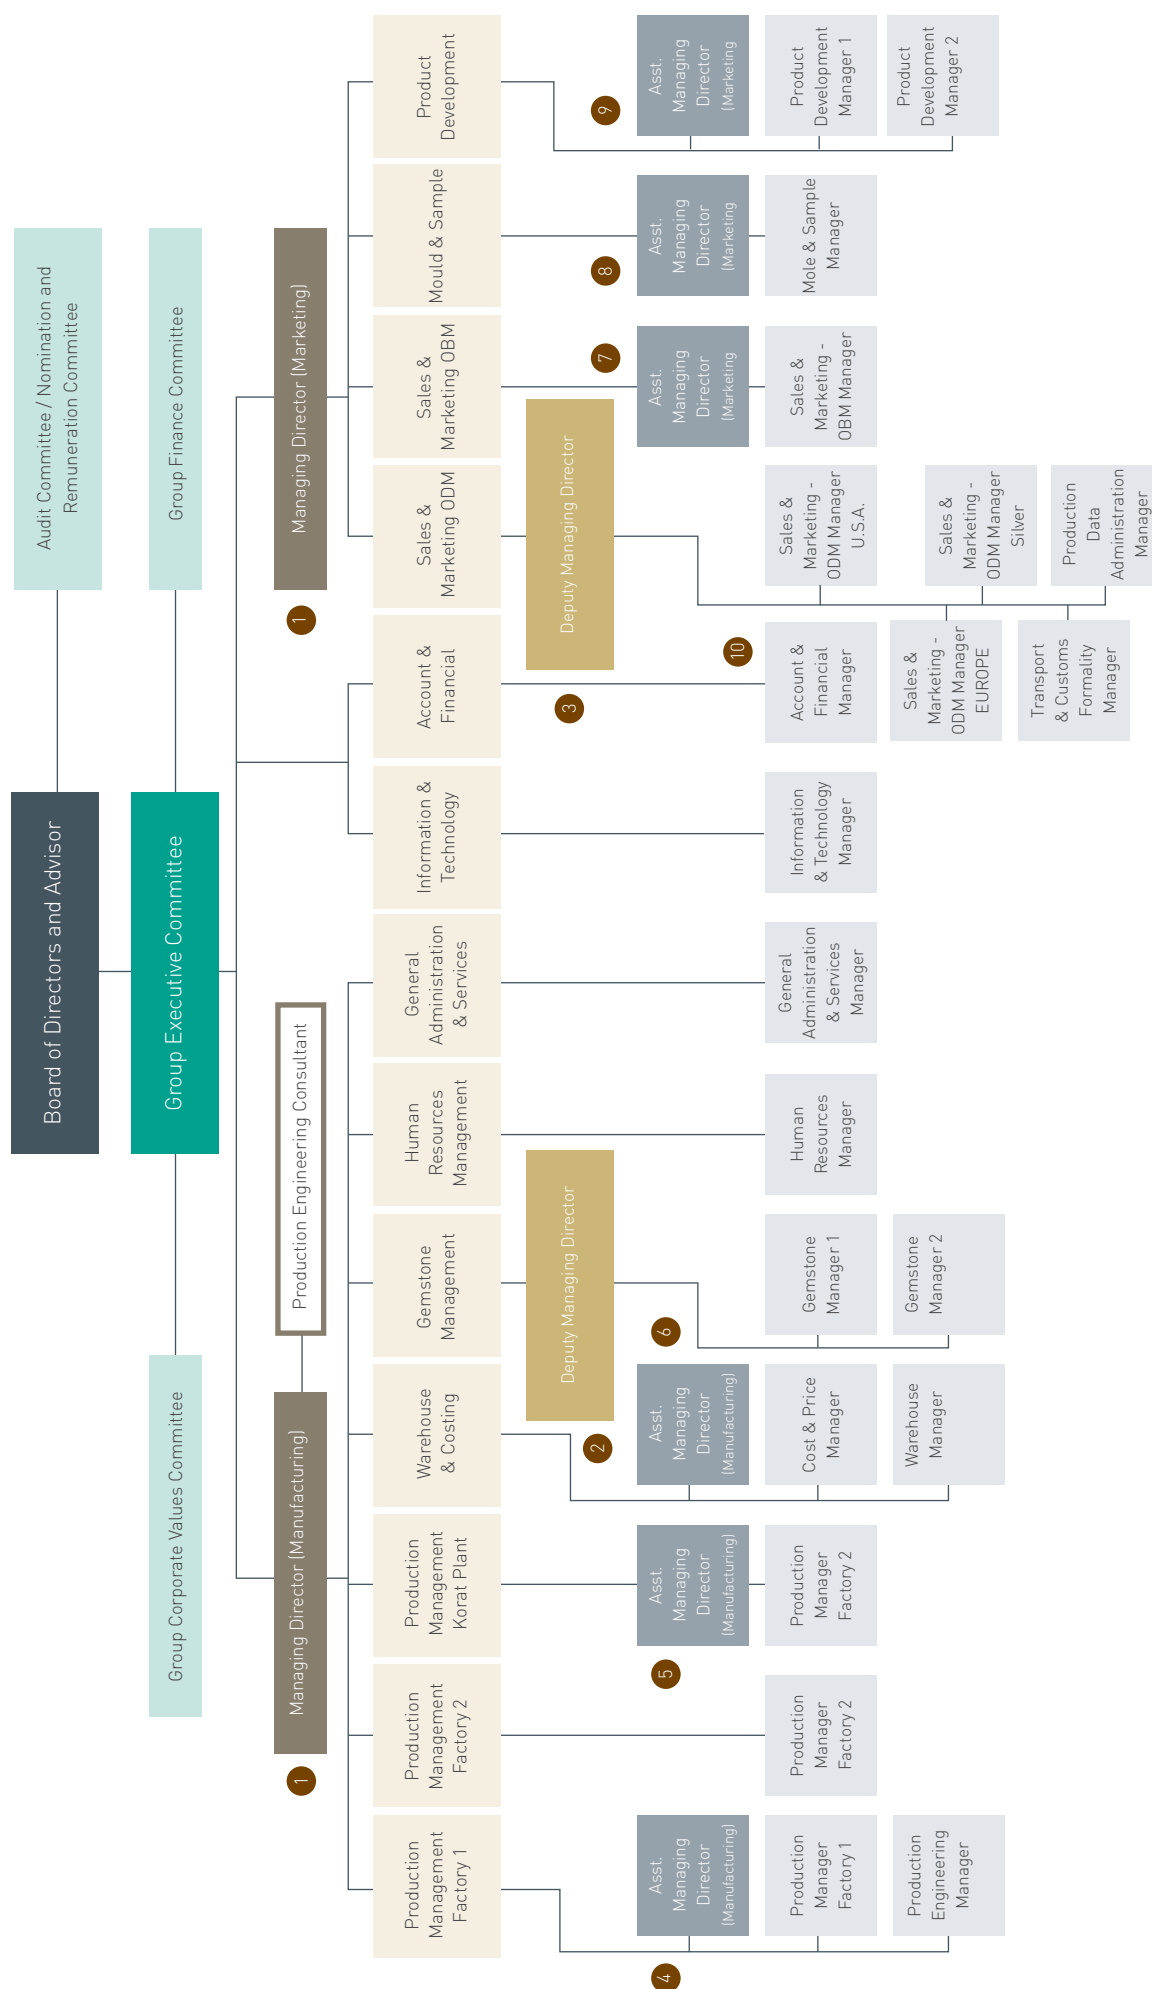 Board of Directors and Advisor
Audit Committee / Nomination and
Remuneration Committee
Group Executive Committee
Group Corporate Values Committee
Group Finance Committee
1
Managing Director (Manufacturing)
Production Engineering Consultant
1
Managing Director (Marketing)
Production
Management
Factory 1
Production
Management
Factory 2
Production
Management
Korat Plant
Warehouse
& Costing
Gemstone
Management
Human
Resources
Management
General
Administration
& Services
Information &
Technology
Account &
Financial
Sales &
Marketing ODM
Sales &
Marketing OBM
Mould & Sample
Product
Development
2
Deputy Managing Director
3
Deputy Managing Director
4
Asst.
Managing
Director
(Manufacturing)
5
Asst.
Managing
Director
(Manufacturing)
6
Asst.
Managing
Director
(Manufacturing)
7
Asst.
Managing
Director
(Marketing
8
Asst.
Managing
Director
(Marketing
9
Asst.
Managing
Director
(Marketing
Production
Manager
Factory 1
Production
Manager
Factory 2
Production
Manager
Factory 2
Cost & Price
Manager
Gemstone
Manager 1
Human
Resources
Manager
General
Administration
& Services
Manager
Information
& Technology
Manager
10
Account &
Financial
Manager
Sales &
Marketing -
ODM Manager
U.S.A.
Sales &
Marketing -
OBM Manager
Mole & Sample
Manager
Product
Development
Manager 1
Production
Engineering
Manager
Warehouse
Manager
Gemstone
Manager 2
Sales &
Marketing -
ODM Manager
EUROPE
Sales &
Marketing -
ODM Manager
Silver
Product
Development
Manager 2
Transport
& Customs
Formality
Manager
Production
Data
Administration
Manager